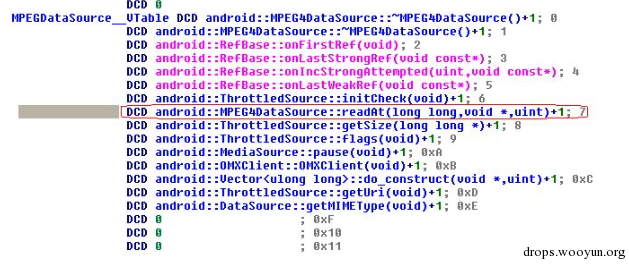 DCD 0
MPEGDataSource__VTable DCD android::MPEG4DataSource::~MPEG4DataSource()+1; 0
DCD android::MPEG4DataSource::~MPEG4DataSource()+1; 1
DCD android::RefBase::onFirstRef(void); 2
DCD android::RefBase::onLastStrongRef(void const*); 3
DCD android::RefBase::onIncStrongAttempted(uint,void const*); 4
DCD android::RefBase::onLastWeakRef(void const*); 5
DCD android::ThrottledSource::initCheck(void)+1; 6
DCD android::MPEG4DataSource::readAt(long long,void *,uint)+1; 7
DCD android::ThrottledSource::getSize(long long *)+1; 8
DCD android::ThrottledSource::flags(void)+1; 9
DCD android::MediaSource::pause(void)+1; 0xA
DCD android::OMXClient::OMXClient(void)+1; 0xB
DCD android::Vector<ulong long>::do_construct(void *,uint)+1; 0xC
DCD android::ThrottledSource::getUri(void)+1; 0xD
DCD android::DataSource::getMIMEType(void)+1; 0xE
DCD 0 ; 0xF
DCD 0 ; 0x10
DCD 0 ; 0x11
drops.wooyun.org